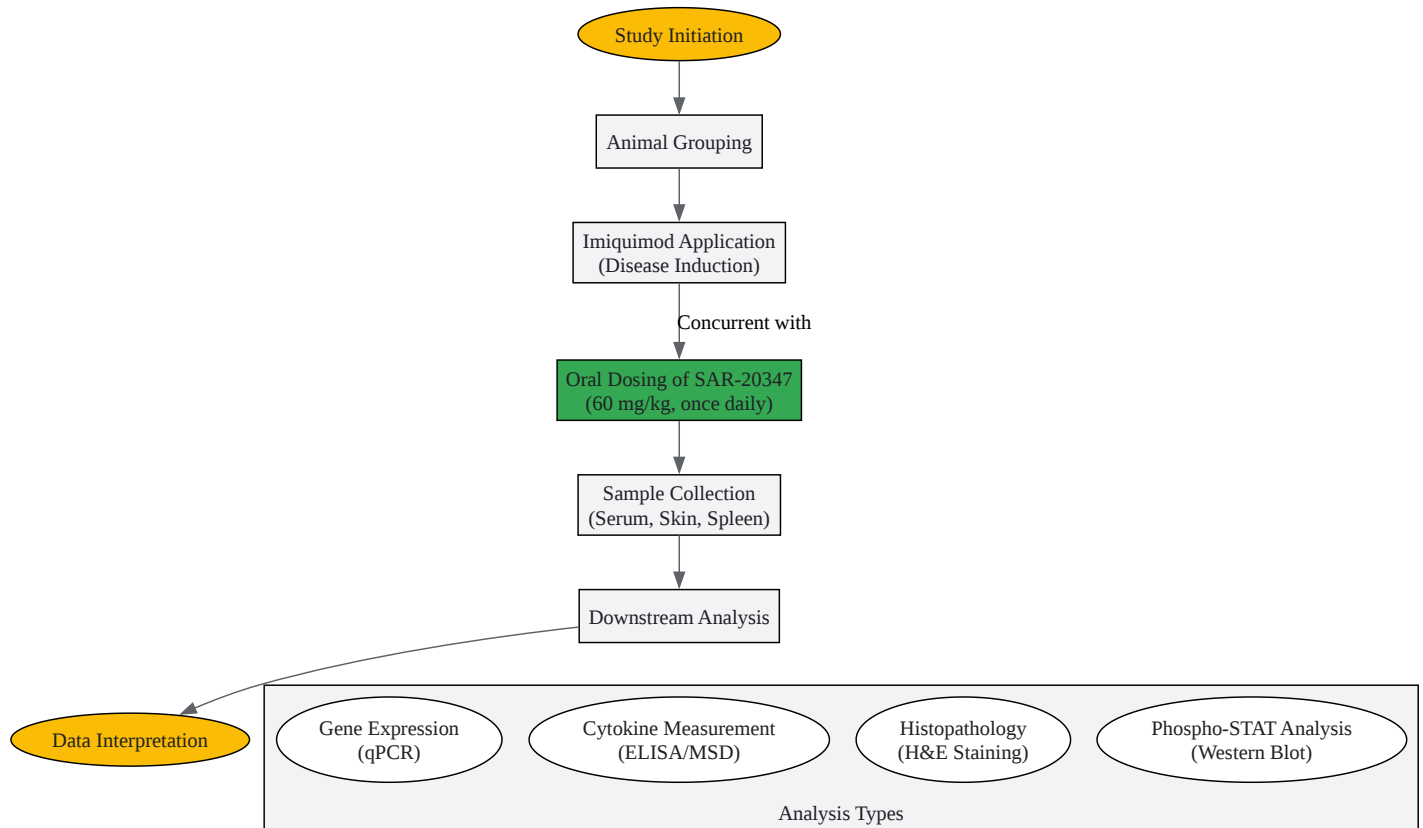 Study Initiation
Animal Grouping
Imiquimod Application
(Disease Induction)
Concurrent with
Oral Dosing of SAR-20347
(60 mg/kg, once daily)
Sample Collection
(Serum, Skin, Spleen)
Downstream Analysis
Data Interpretation
Gene Expression
(qPCR)
Cytokine Measurement
(ELISA/MSD)
Histopathology
(H&E Staining)
Phospho-STAT Analysis
(Western Blot)
Analysis Types